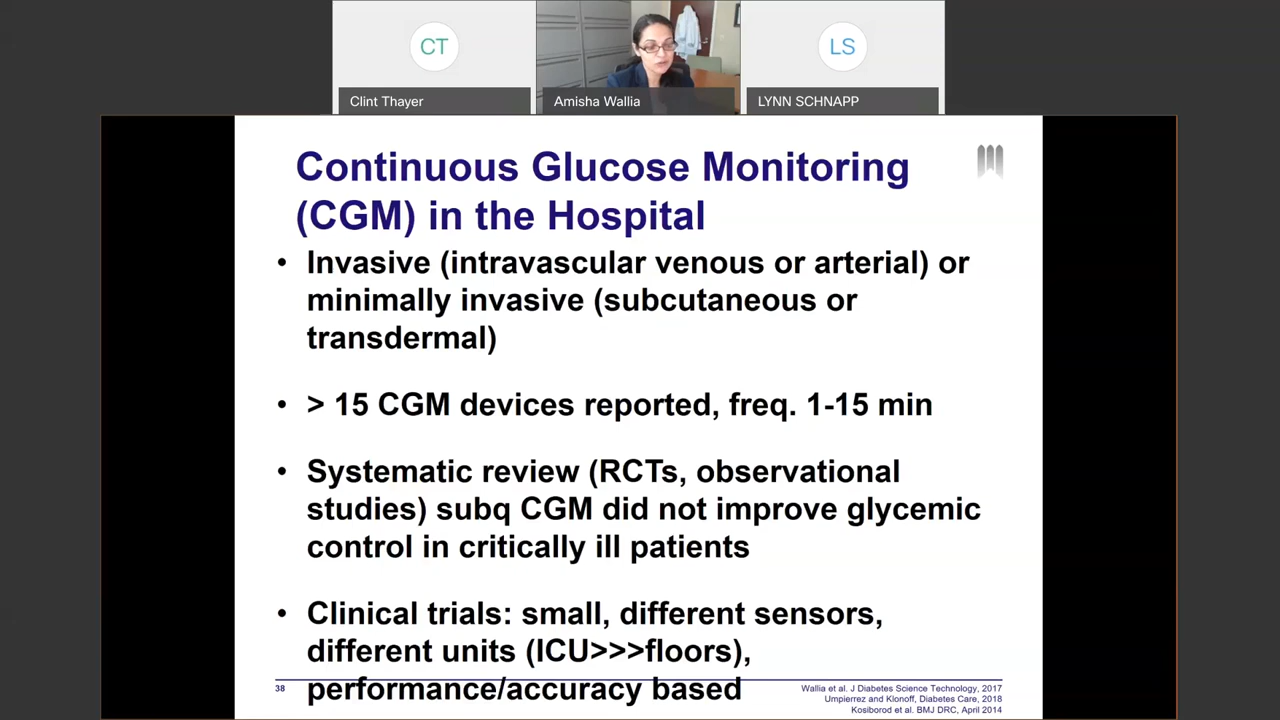 CT
LS
Clint Thayer
Amisha Wallia
LYNN SCHNAPP
Continuous Glucose Monitoring
(CGM) in the Hospital
• Invasive (intravascular venous or arterial) or
minimally invasive (subcutaneous or
transdermal)
• > 15 CGM devices reported, freq. 1-15 min
• Systematic review (RCTs, observational
studies) subq CGM did not improve glycemic
control in critically ill patients
• Clinical trials: small, different sensors,
different units (ICU>>>floors),
performance/accuracy based
38
Wallia et al. J Diabetes Science Technology, 2017
Umpierrez and Klonoff, Diabetes Care, 2018
Kosiborod et al. BMJ DRC, April 2014